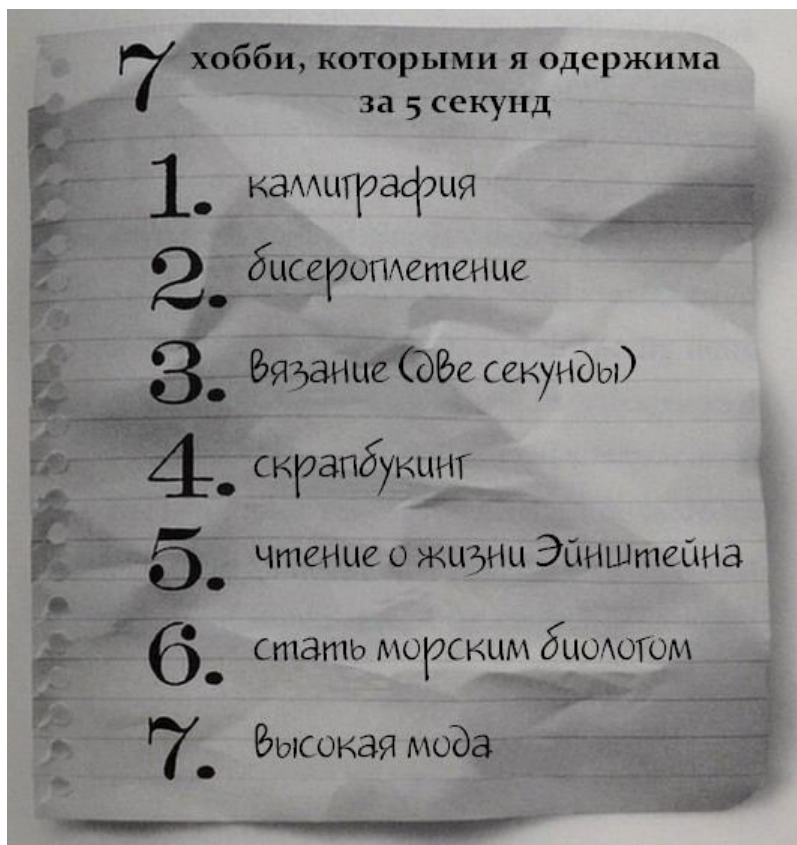 7 хобби, которыми я одержима
за 5 секунд
1. каллиграфия
2. бисероплетение
3. вязание (две секунды)
4. скрапбукинг
5. чтение о жизни Эйнштейна
6. стать морским биологом
7. высокая мода